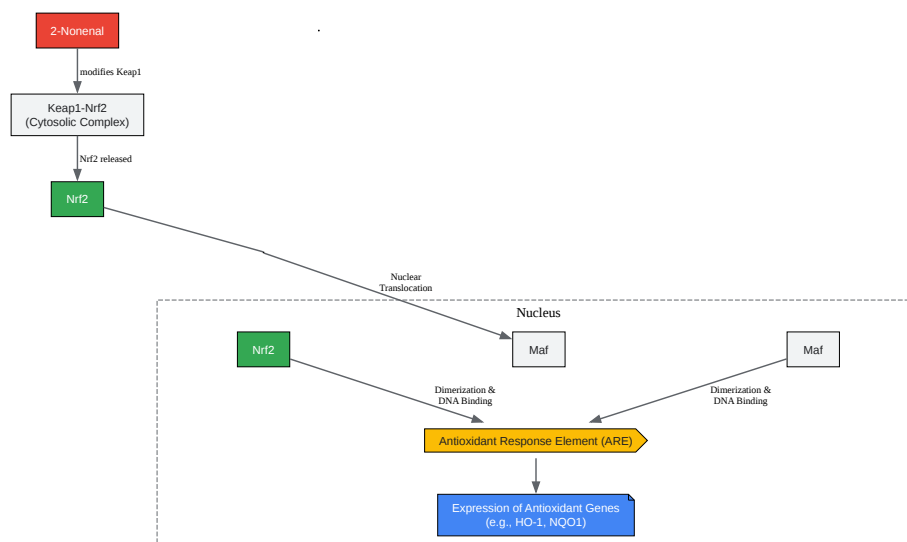 2-Nonenal
modifies Keap1
Keap1-Nrf2
(Cytosolic Complex)
Nrf2 released
Nrf2
Nuclear
Translocation
Nucleus
Nrf2
Maf
Maf
Dimerization &
DNA Binding
Dimerization &
DNA Binding
Antioxidant Response Element (ARE)
Expression of Antioxidant Genes
(e.g., HO-1, NQO1)